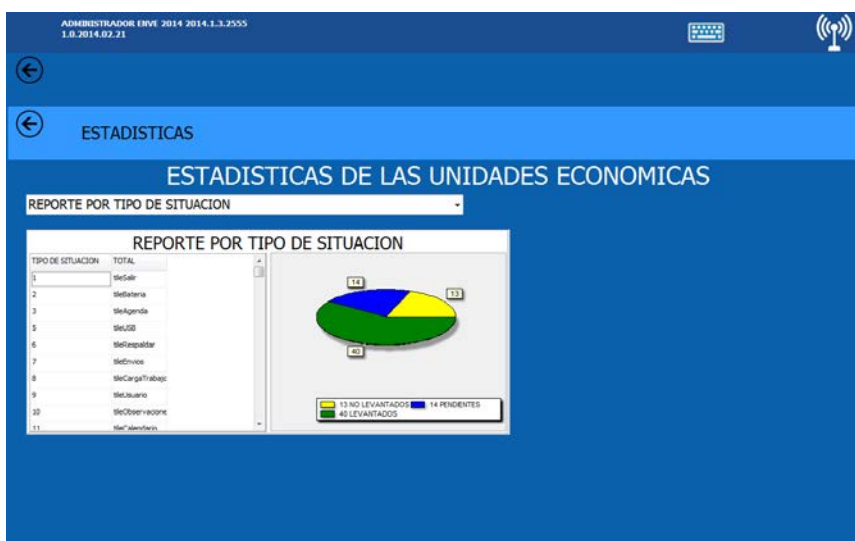 ADMINISTRADOR ENVE 2014 2014.1.3.2555
1.0.2014.02.21
ESTADISTICAS
ESTADISTICAS DE LAS UNIDADES ECONOMICAS
REPORTE POR TIPO DE SITUACION
REPORTE POR TIPO DE SITUACION
TIPO DE SITUACION TOTAL
1 tileSalir
2 tileBateria
3 tileAgenda
5 tileUSB
6 tileRespaldar
7 tileEnvios
8 tileCargaTrabajo
9 tileUsuario
10 tileObservacione
11 tileCalendario
14
13
40
13 NO LEVANTADOS 14 PENDIENTES
40 LEVANTADOS